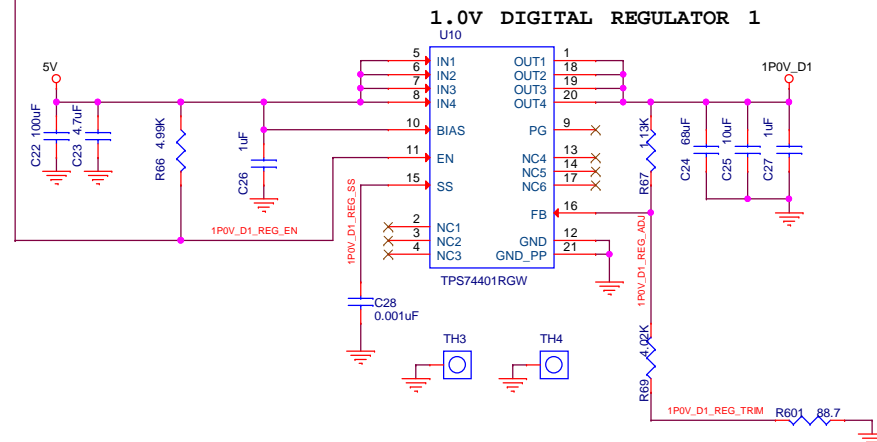 1.0V DIGITAL REGULATOR 1
U10
5V
1P0V_D1
5 IN1 OUT1 1
6 IN2 OUT2 18
7 IN3 OUT3 19
8 IN4 OUT4 20
10 BIAS PG 9
11 EN NC4 13
NC5 14
15 SS NC6 17
FB 16
2 NC1
3 NC2 GND 12
4 NC3 GND_PP 21
TPS74401RGW
C22 100uF
C23 4.7uF
R66 4.99K
C26 1uF
1P0V_D1_REG_EN
1P0V_D1_REG_SS
C28
0.001uF
R67 1.13K
C24 68uF
C25 10uF
C27 1uF
1P0V_D1_REG_ADJ
TH3
TH4
R69 4.02K
1P0V_D1_REG_TRIM
R601 88.7